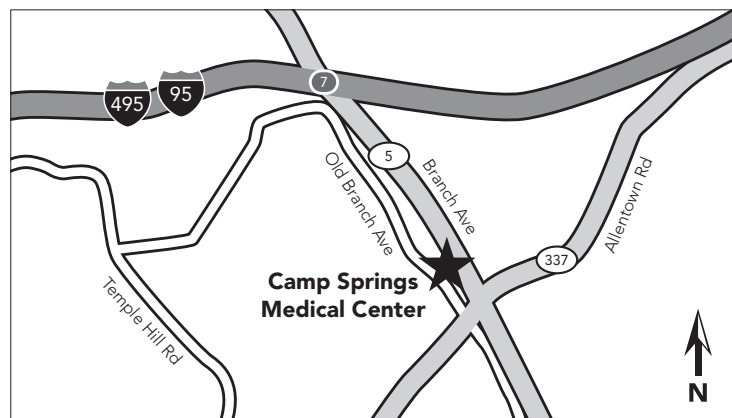 7
95
495
5
Branch Ave
Old Branch Ave
Allentown Rd
337
Camp Springs
Medical Center
Temple Hill Rd
N